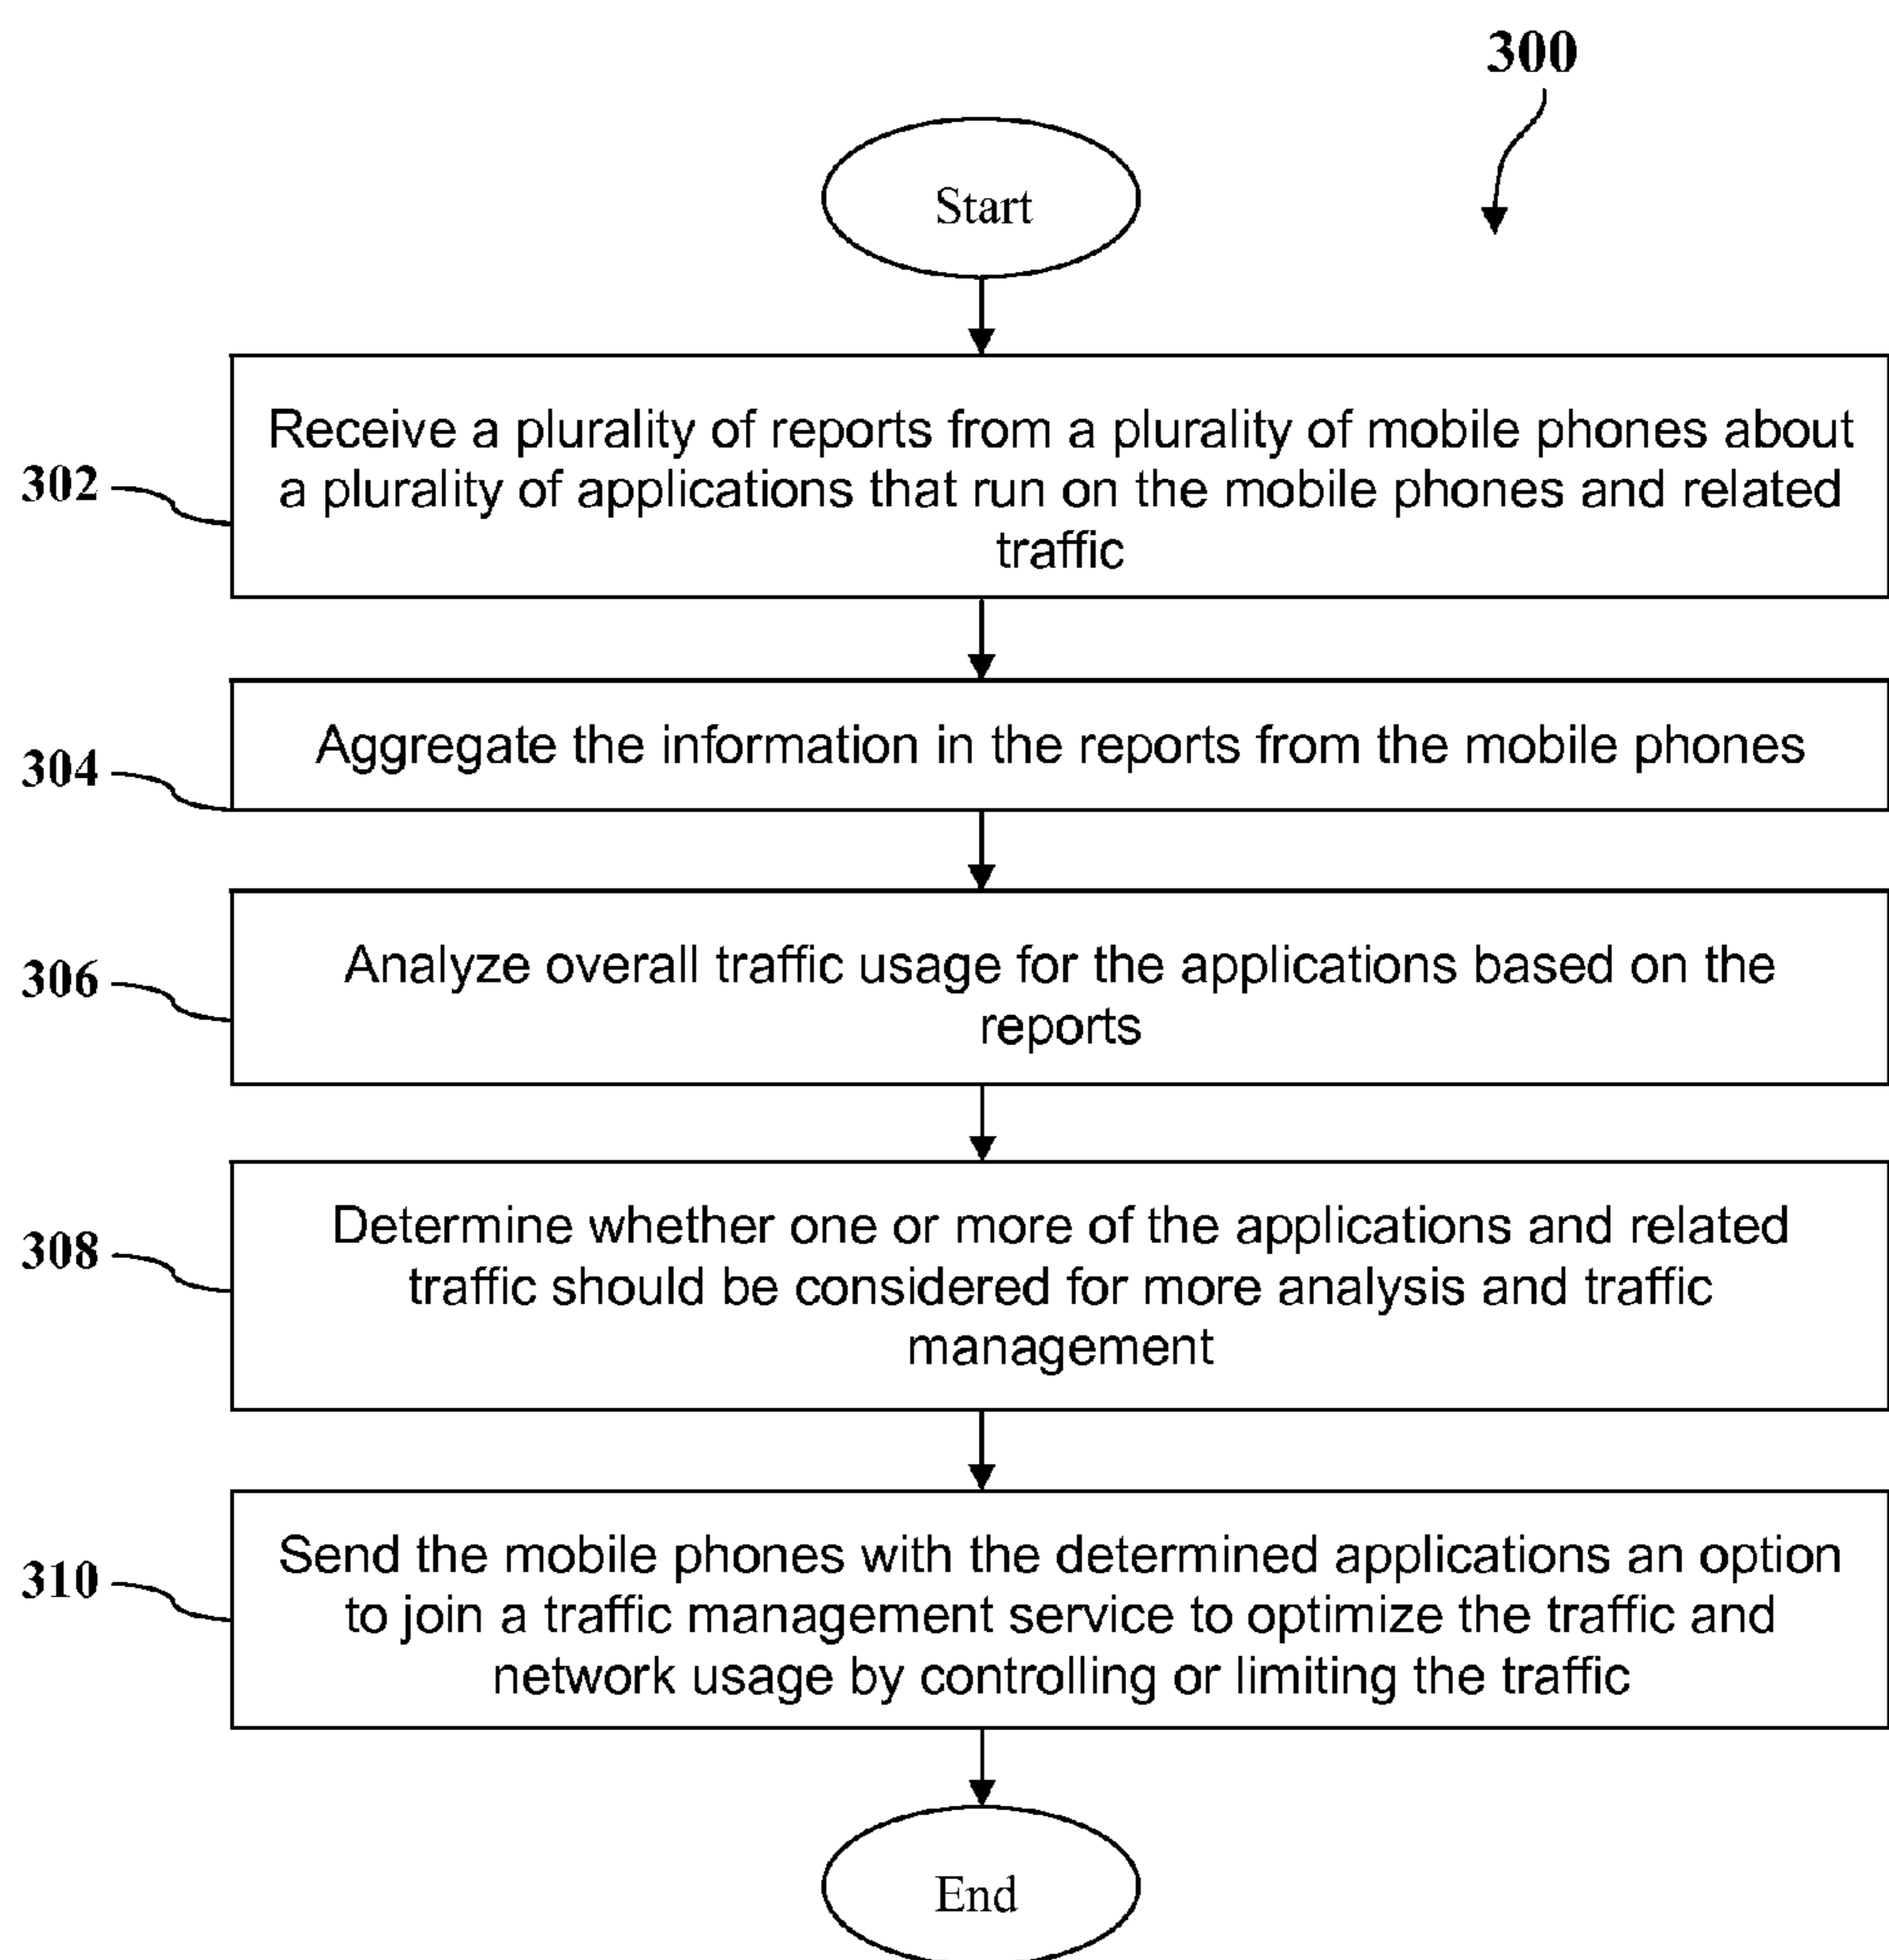 300
Start
302
Receive a plurality of reports from a plurality of mobile phones about
a plurality of applications that run on the mobile phones and related
traffic
304
Aggregate the information in the reports from the mobile phones
306
Analyze overall traffic usage for the applications based on the
reports
308
Determine whether one or more of the applications and related
traffic should be considered for more analysis and traffic
management
310
Send the mobile phones with the determined applications an option
to join a traffic management service to optimize the traffic and
network usage by controlling or limiting the traffic
End